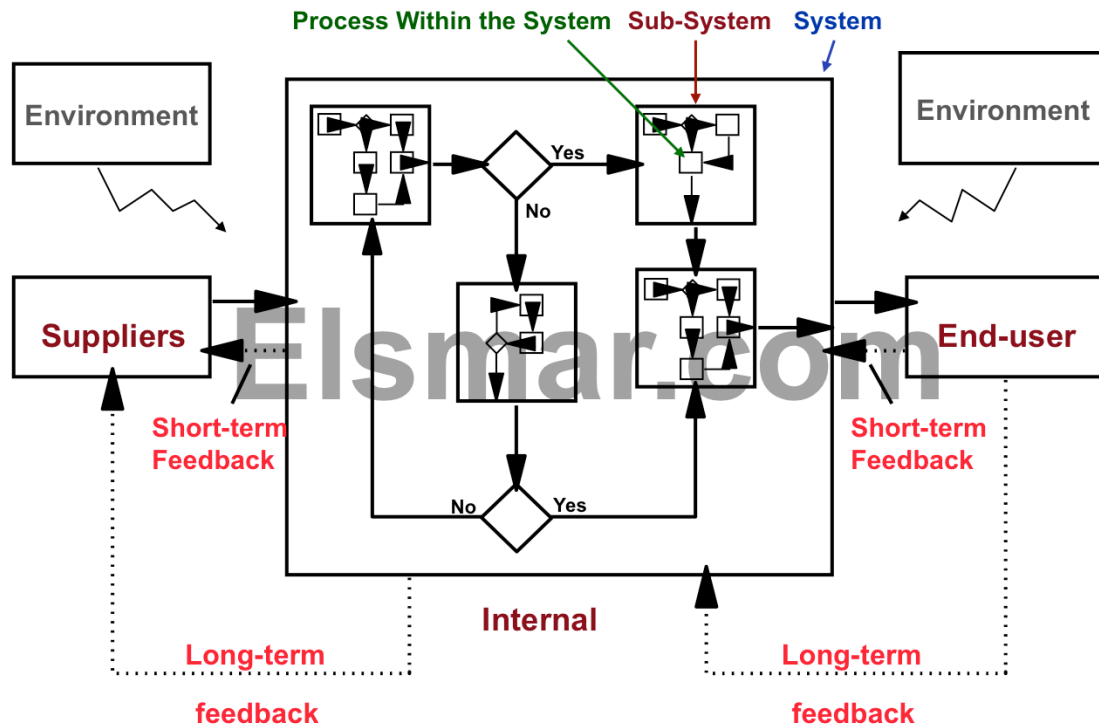 Process Within the System
Sub-System
System
Environment
Environment
Yes
No
Suppliers
End-user
Elsmar.com
Short-term
Feedback
Short-term
Feedback
No
Yes
Internal
Long-term
feedback
Long-term
feedback